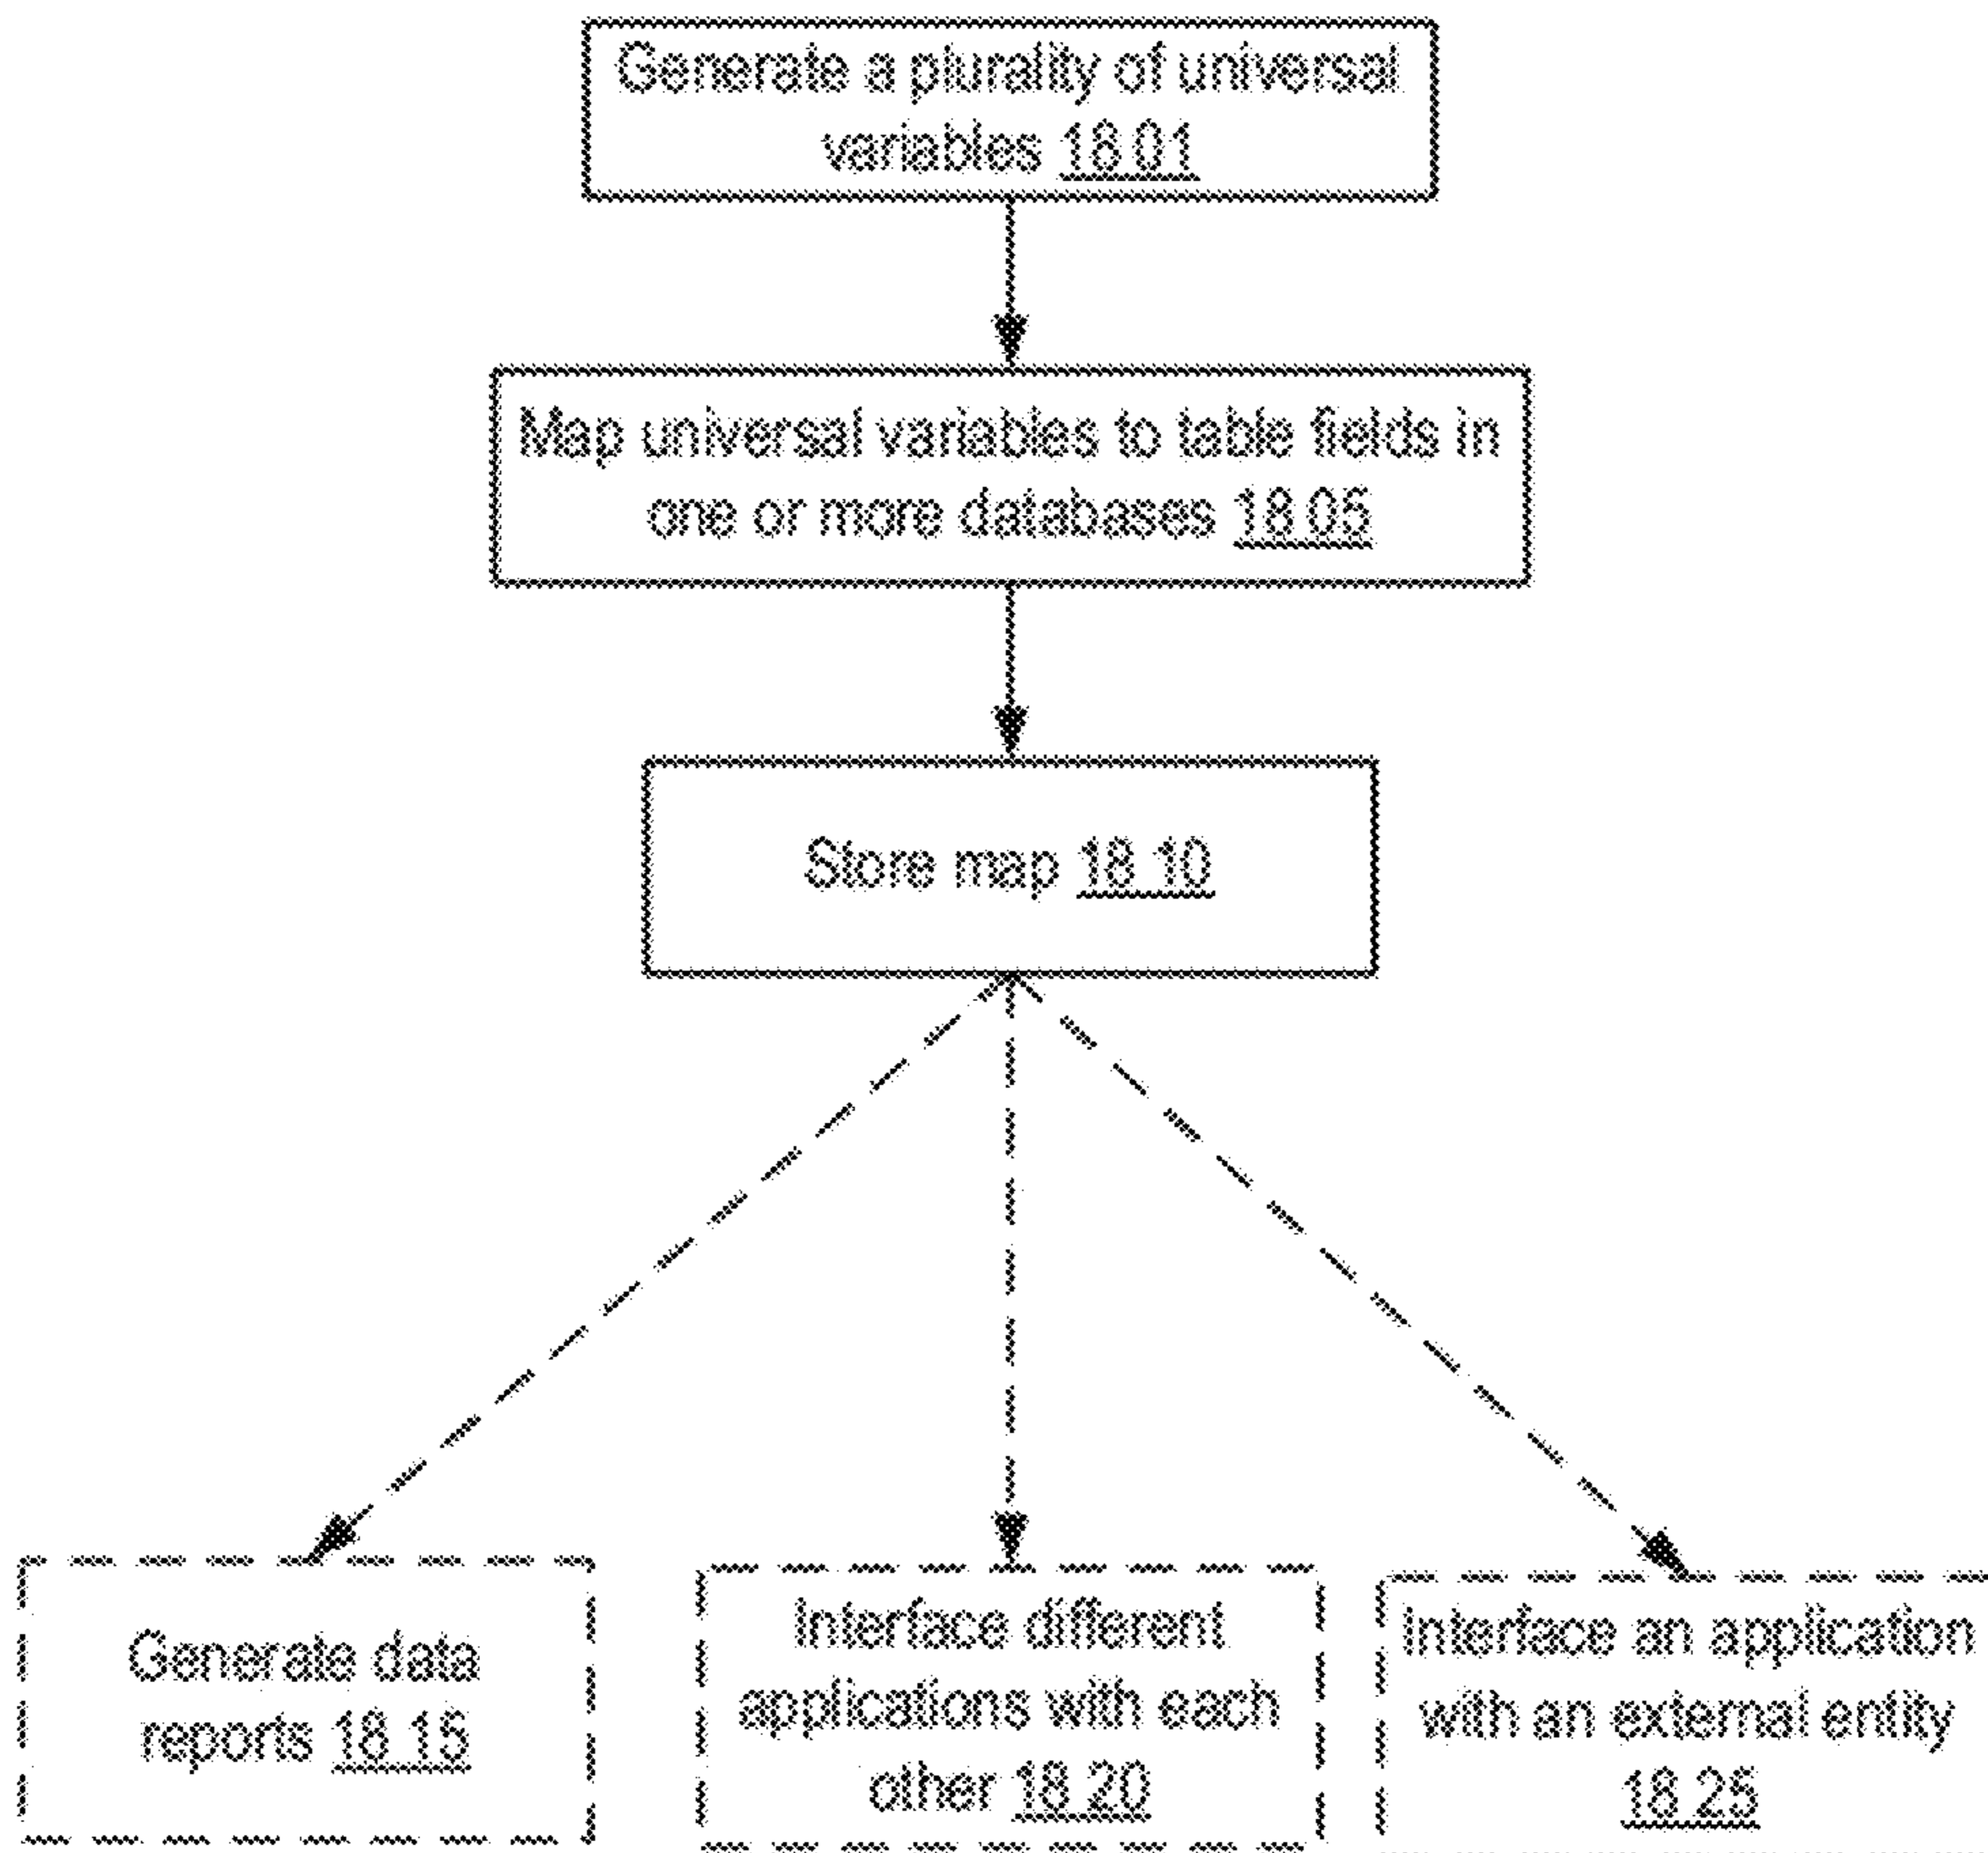 Generate a plurality of universal
variables 18.01
Map universal variables to table fields in
one or more databases 18.05
Store map 18.10
Generate data
reports 18.15
Interface different
applications with each
other 18.20
Interface an application
with an external entity
18.25